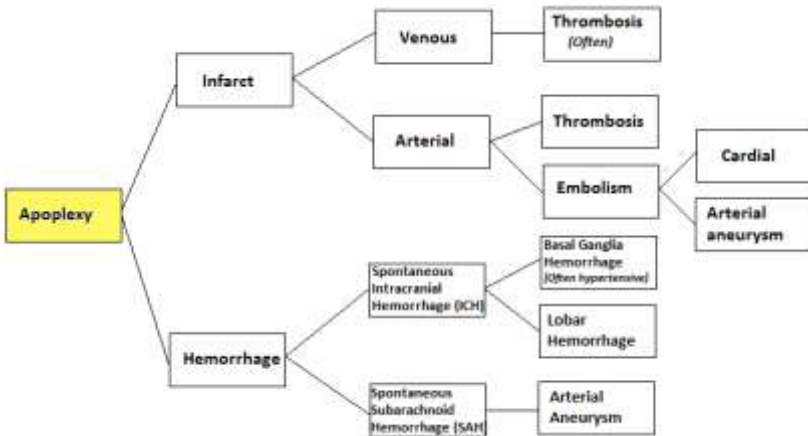 Apoplexy
Infarct
Venous
Thrombosis
(Often)
Arterial
Thrombosis
Embolism
Cardial
Arterial
aneurysm
Hemorrhage
Spontaneous
Intracranial
Hemorrhage (ICH)
Basal Ganglia
Hemorrhage
(Often hypertensive)
Lobar
Hemorrhage
Spontaneous
Subarachnoid
Hemorrhage (SAH)
Arterial
Aneurysm